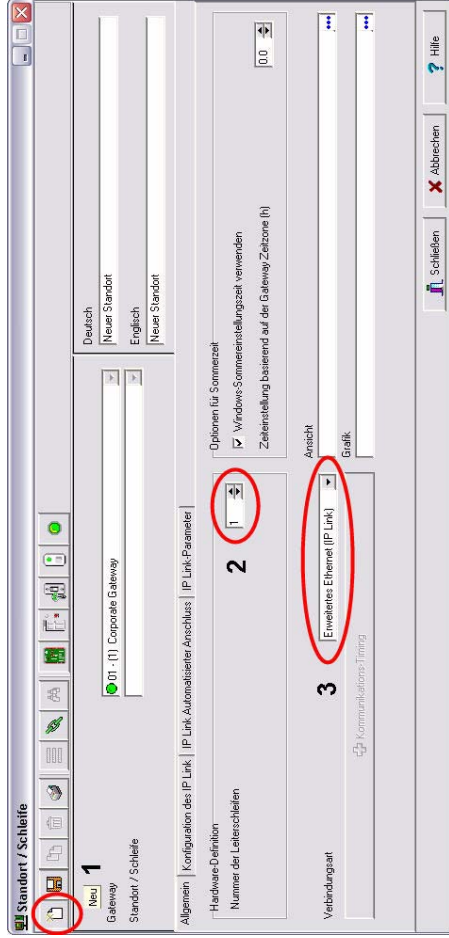 Standort / Schleife
Neu
1
Gateway
01 - (1) Corporate Gateway
Standort / Schleife
Deutsch
Neuer Standort
Englisch
Neuer Standort
Allgemein
Konfiguration des IP Link
IP Link Automatisierter Anschluss
IP Link-Parameter
Hardware-Definition
Nummer der Leiterschleifen
1
2
Optionen für Sommerzeit
Windows-Sommereinstellungszeit verwenden
Zeiteinstellung basierend auf der Gateway Zeitzone (h)
0.0
Verbindungsart
3
Erweitertes Ethernet (IP Link)
Kommunikations-Timing
Ansicht
Grafik
Schließen
Abbrechen
Hilfe